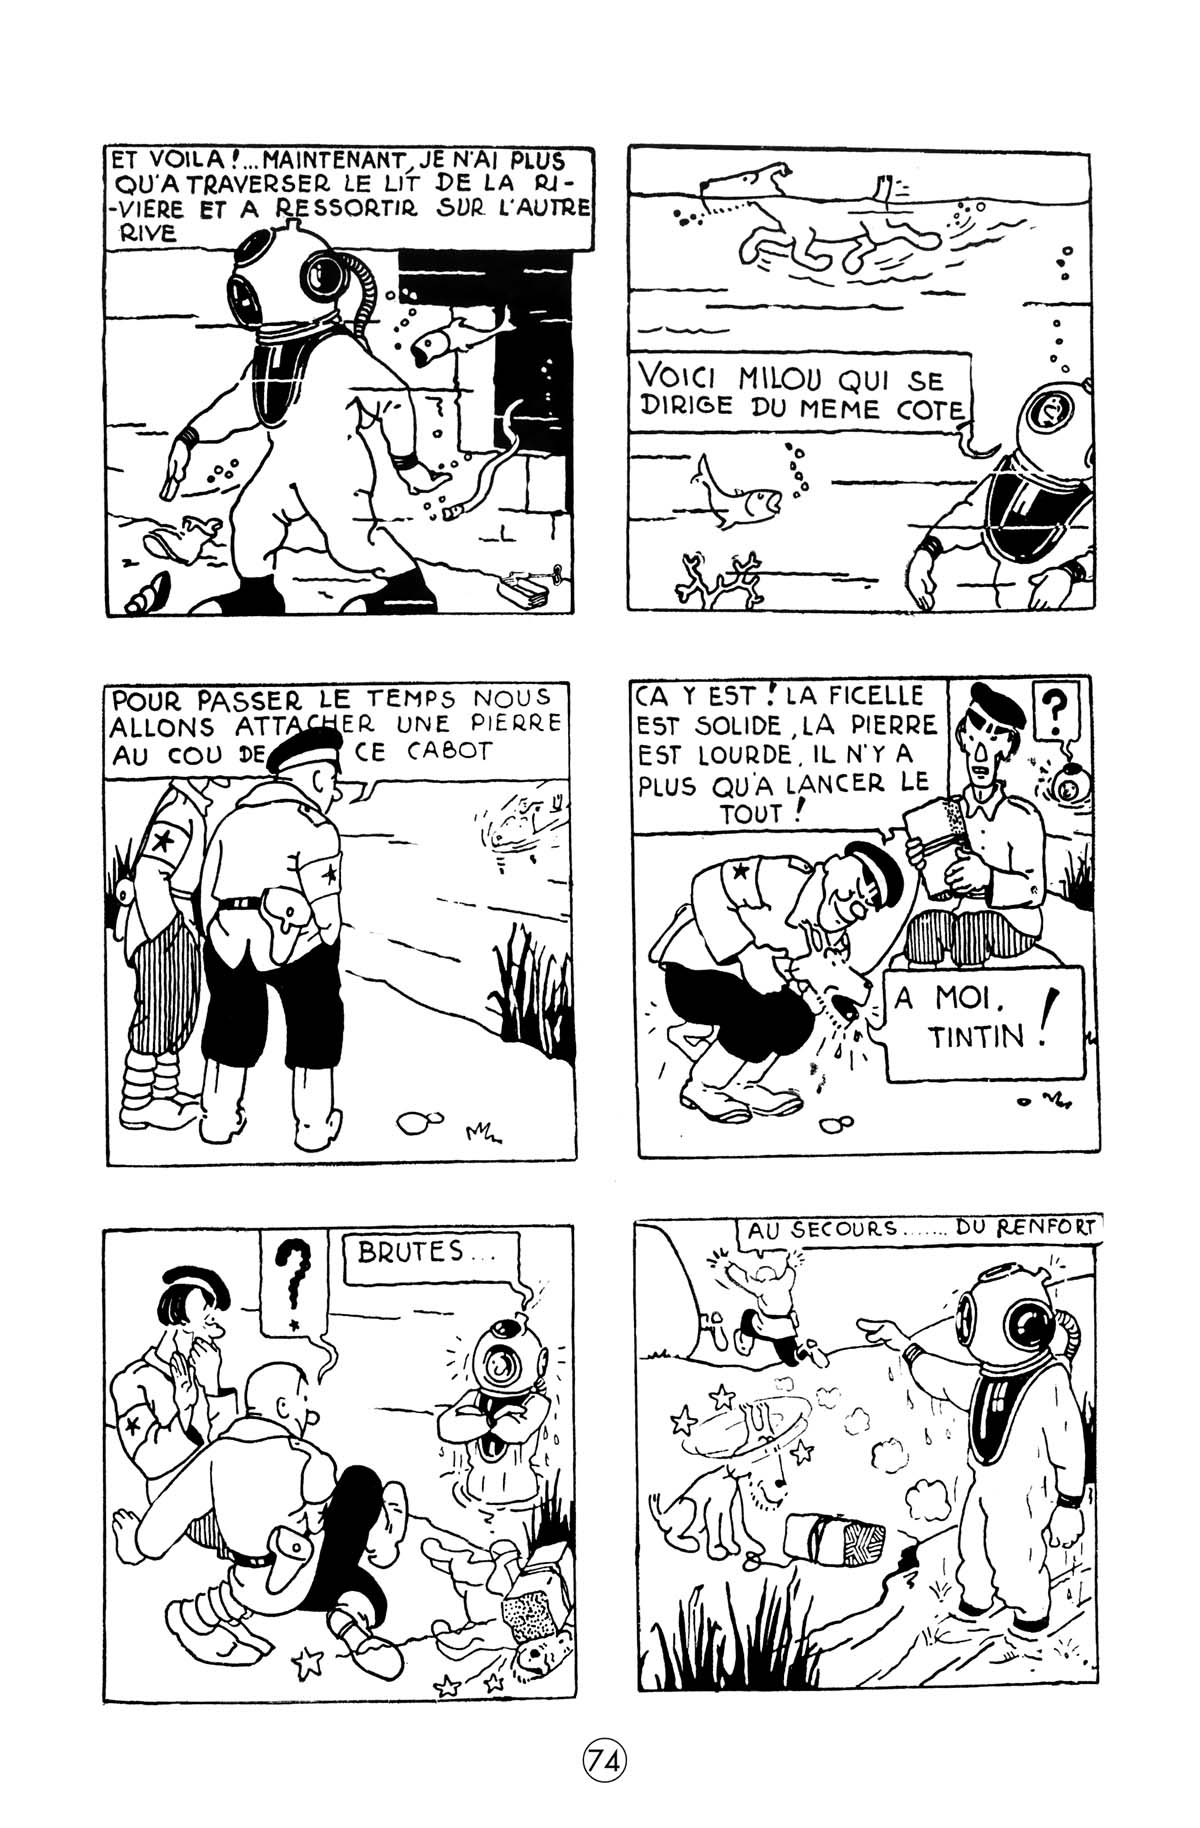 ET VOILA!...MAINTENANT, JE N'AI PLUS
QU'A TRAVERSER LE LIT DE LA RI-
-VIÈRE ET A RESSORTIR SUR L'AUTRE
RIVE
VOICI MILOU QUI SE
DIRIGE DU MEME COTE
POUR PASSER LE TEMPS NOUS
ALLONS ATTACHER UNE PIERRE
AU COU DE CE CABOT
CA Y EST! LA FICELLE
EST SOLIDE, LA PIERRE
EST LOURDE, IL N'Y A
PLUS QU'A LANCER LE
TOUT!
?
A MOI,
TINTIN!
?
BRUTES...
AU SECOURS....... DU RENFORT
74